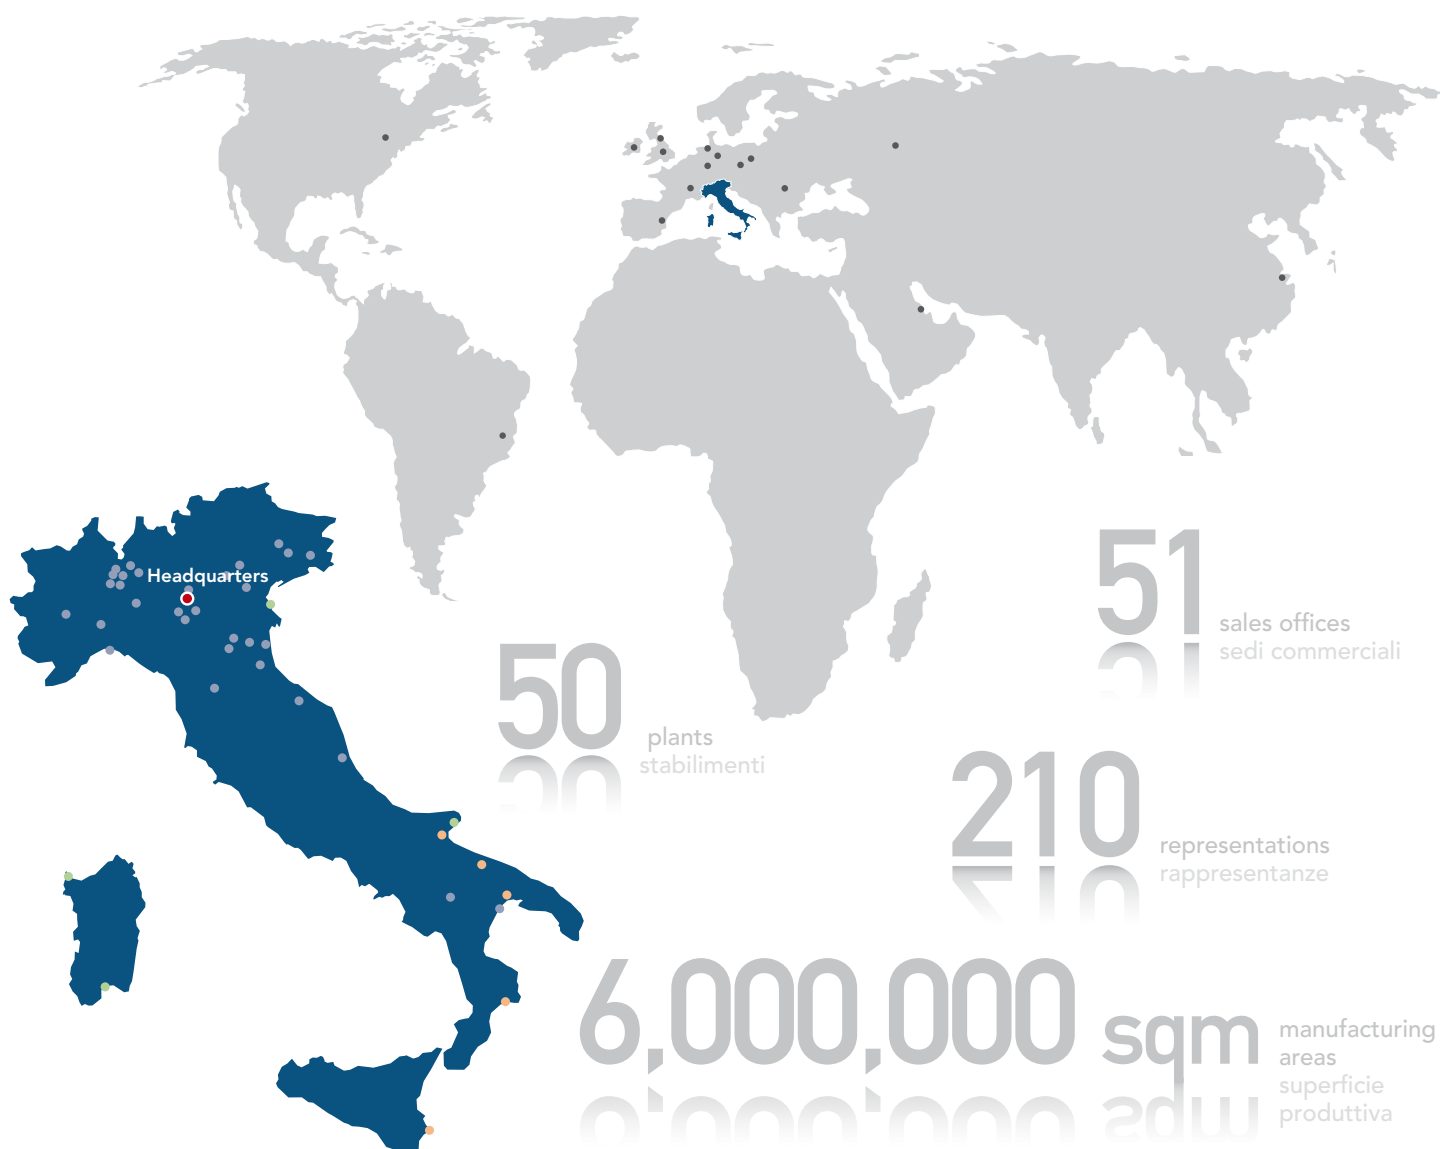 Headquarters
51
sales offices
sedi commerciali
50
plants
stabilimenti
210
representations
rappresentanze
6,000,000 sqm
manufacturing
areas
superficie
produttiva